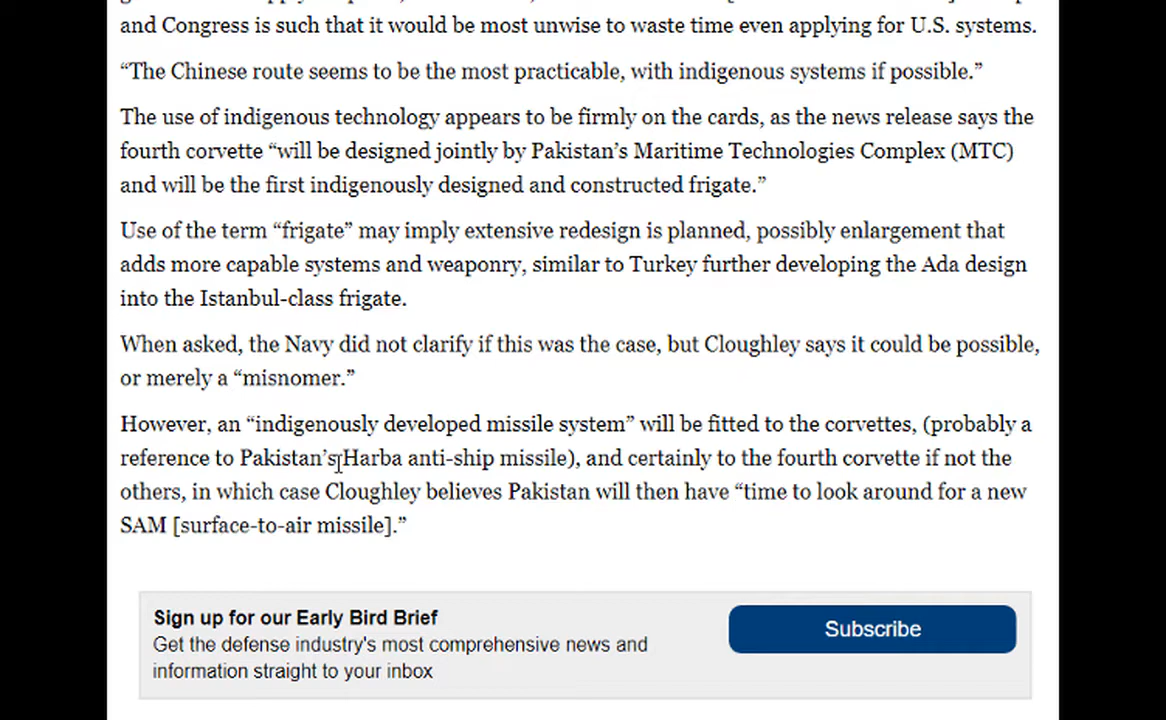 and Congress is such that it would be most unwise to waste time even applying for U.S. systems.
“The Chinese route seems to be the most practicable, with indigenous systems if possible.”
The use of indigenous technology appears to be firmly on the cards, as the news release says the
fourth corvette “will be designed jointly by Pakistan’s Maritime Technologies Complex (MTC)
and will be the first indigenously designed and constructed frigate.”
Use of the term “frigate” may imply extensive redesign is planned, possibly enlargement that
adds more capable systems and weaponry, similar to Turkey further developing the Ada design
into the Istanbul-class frigate.
When asked, the Navy did not clarify if this was the case, but Cloughley says it could be possible,
or merely a “misnomer.”
However, an “indigenously developed missile system” will be fitted to the corvettes, (probably a
reference to Pakistan’s Harba anti-ship missile), and certainly to the fourth corvette if not the
others, in which case Cloughley believes Pakistan will then have “time to look around for a new
SAM [surface-to-air missile].”
Sign up for our Early Bird Brief
Get the defense industry's most comprehensive news and
information straight to your inbox
Subscribe